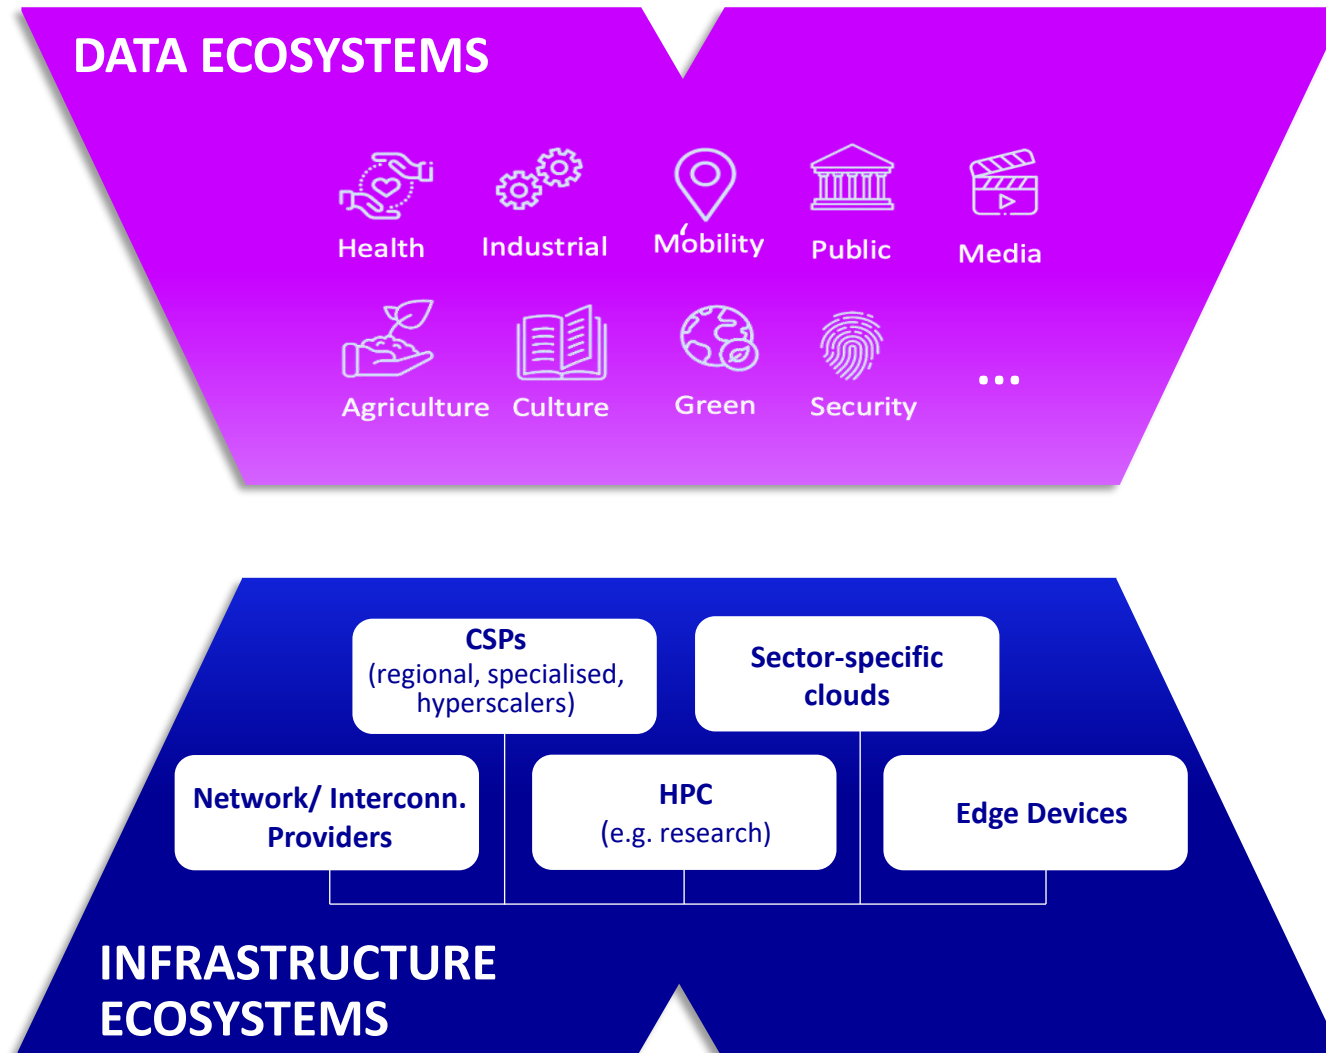 DATA ECOSYSTEMS
Health
Industrial
Mobility
Public
Media
Agriculture
Culture
Green
Security
...
CSPs
(regional, specialised,
hyperscalers)
Sector-specific
clouds
Network/ Interconn.
Providers
HPC
(e.g. research)
Edge Devices
INFRASTRUCTURE
ECOSYSTEMS